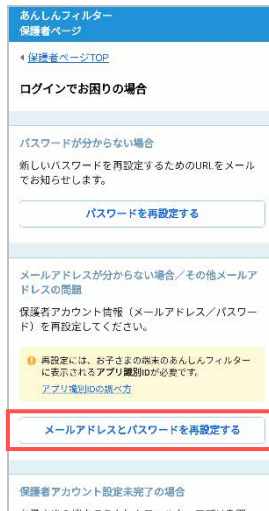 あんしんフィルター
保護者ページ
保護者ページTOP
ログインでお困りの場合
パスワードが分からない場合
新しいパスワードを再設定するためのURLをメール
でお知らせします。
パスワードを再設定する
メールアドレスが分からない場合／その他メールア
ドレスの問題
保護者アカウント情報（メールアドレス／パスワー
ド）を再設定してください。
再設定には、お子さまの端末のあんしんフィルター
に表示されるアプリ識別IDが必要です。
アプリ識別IDの調べ方
メールアドレスとパスワードを再設定する
保護者アカウント設定未完了の場合